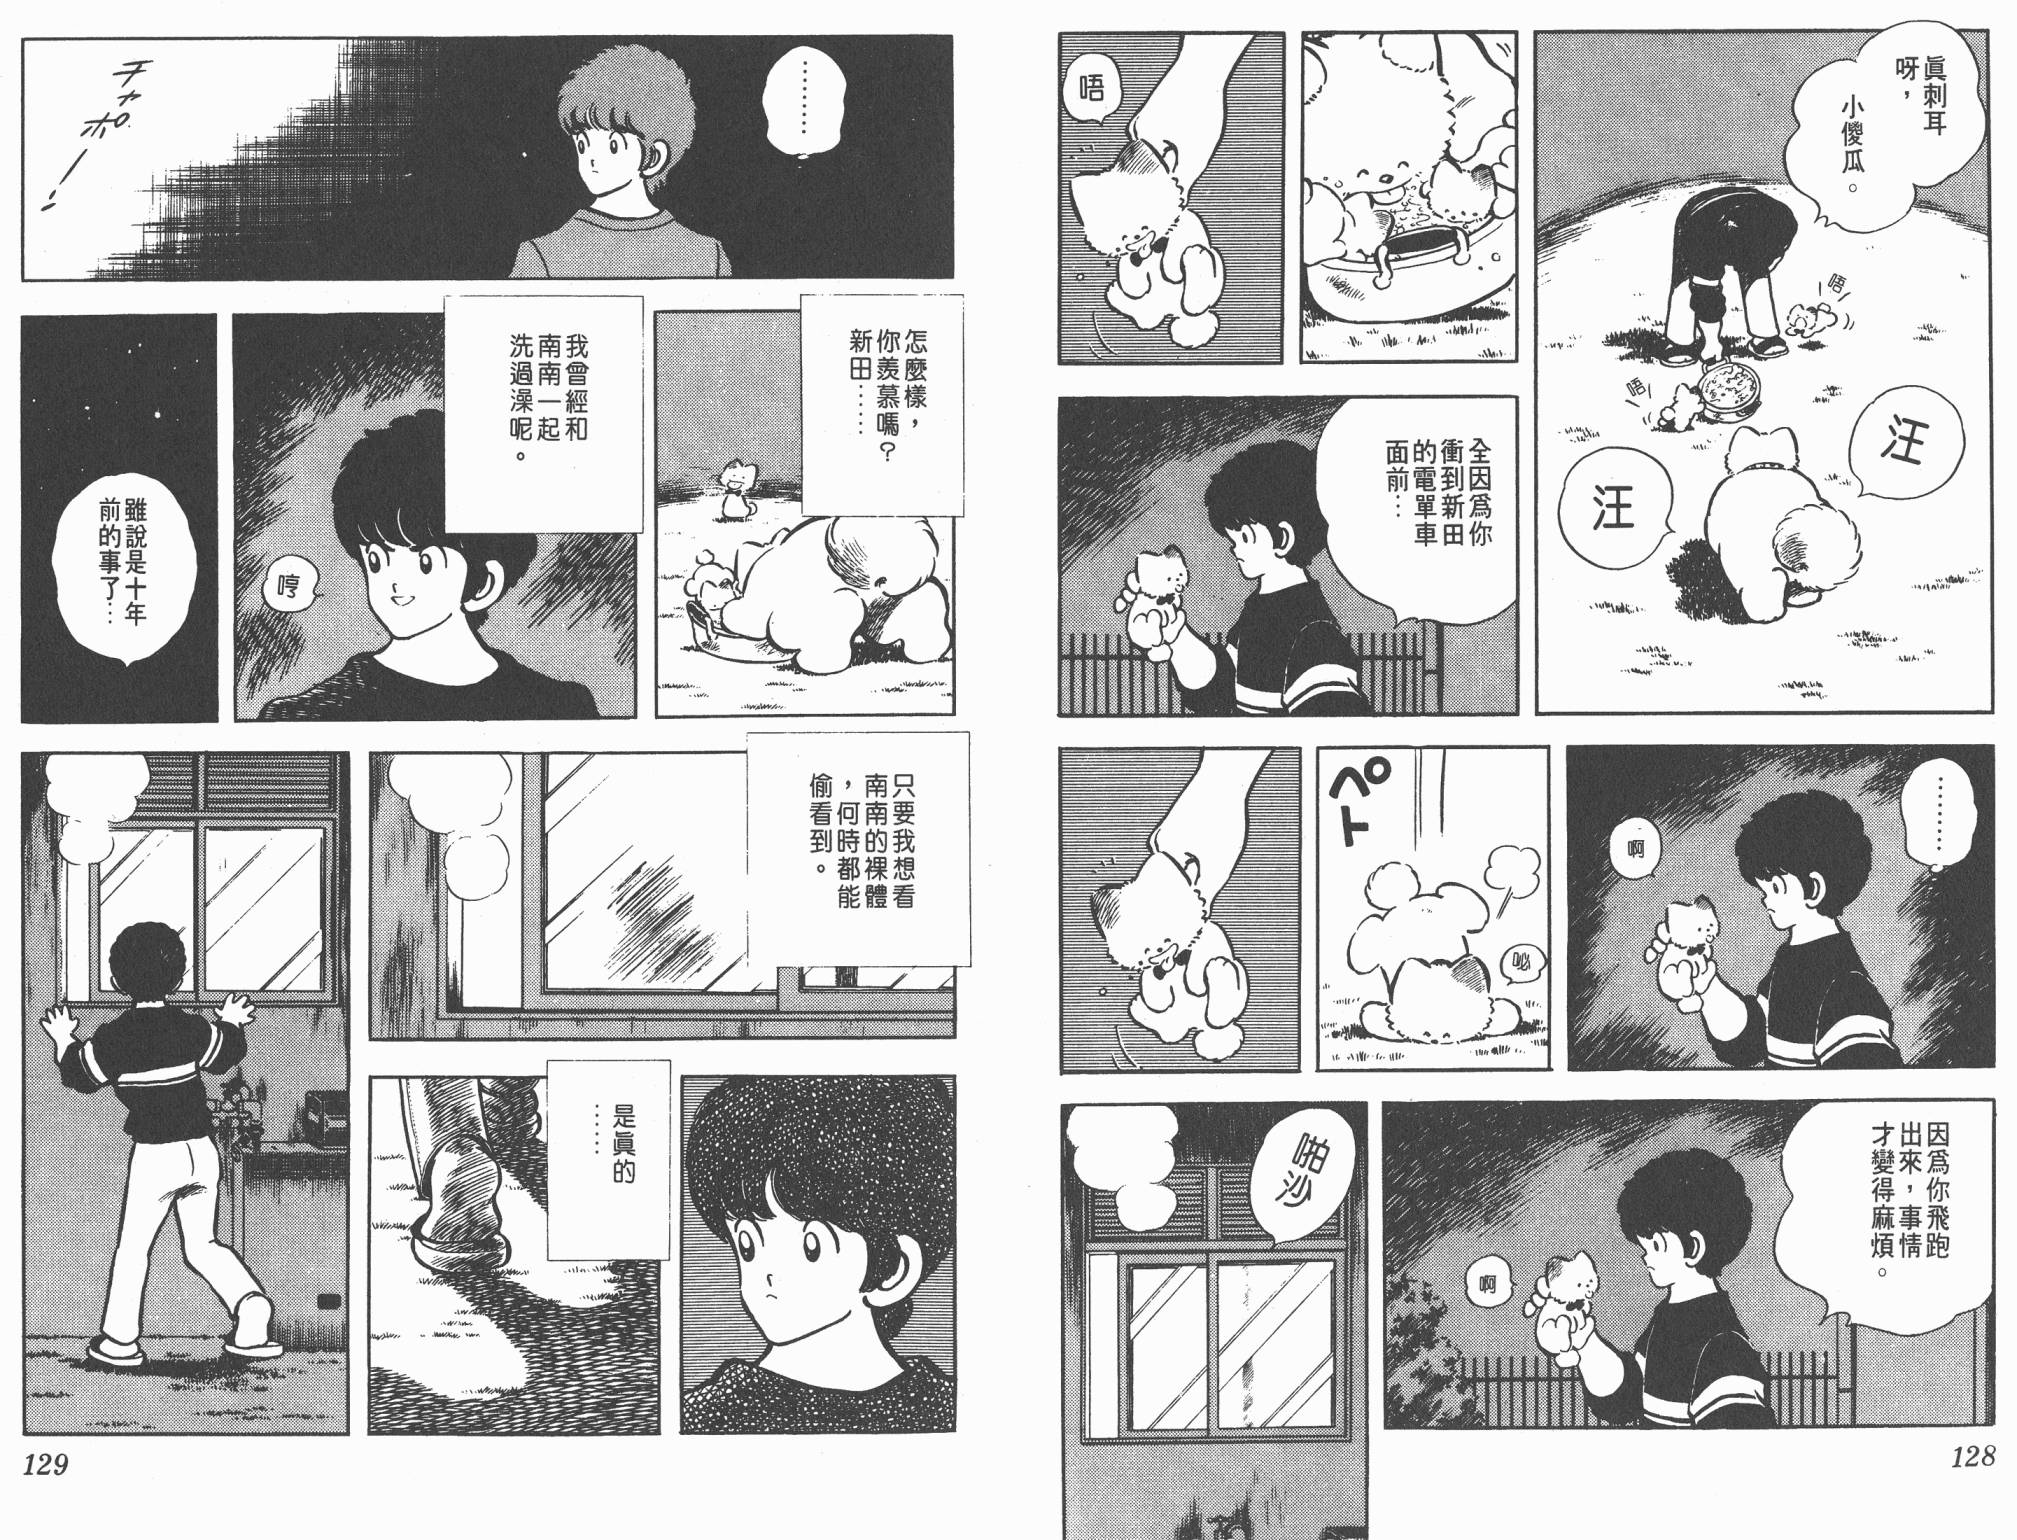 眞刺耳
呀，
小傻瓜。
唔
唔
汪
汪
唔
全因爲你
衝到新田
的電單車
面前…
………
啊
咇
因爲你飛跑
出來，事情
才變得麻煩。
啊
啪沙
128
………
チャポーン!
怎麼樣，
你羨慕嗎？
新田……
我曾經和
南南一起
洗過澡呢。
哼
雖說是十年
前的事了…
只要我想看
南南的裸體
，何時都能
偷看到。
是眞的
……
129